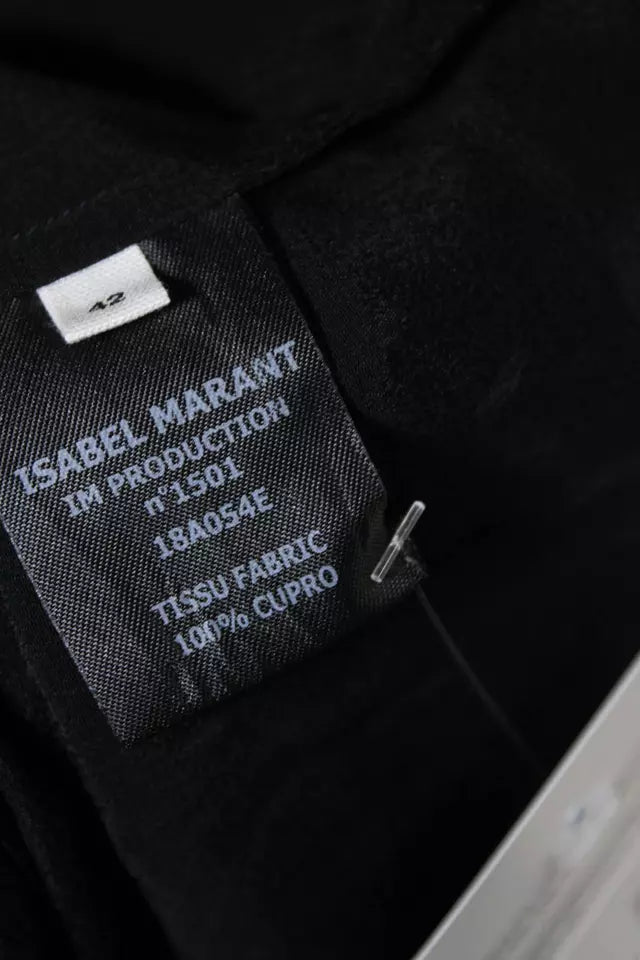 42
ISABEL MARANT
IM PRODUCTION
n°1501
18A054E
TISSU FABRIC
100% CUPRO